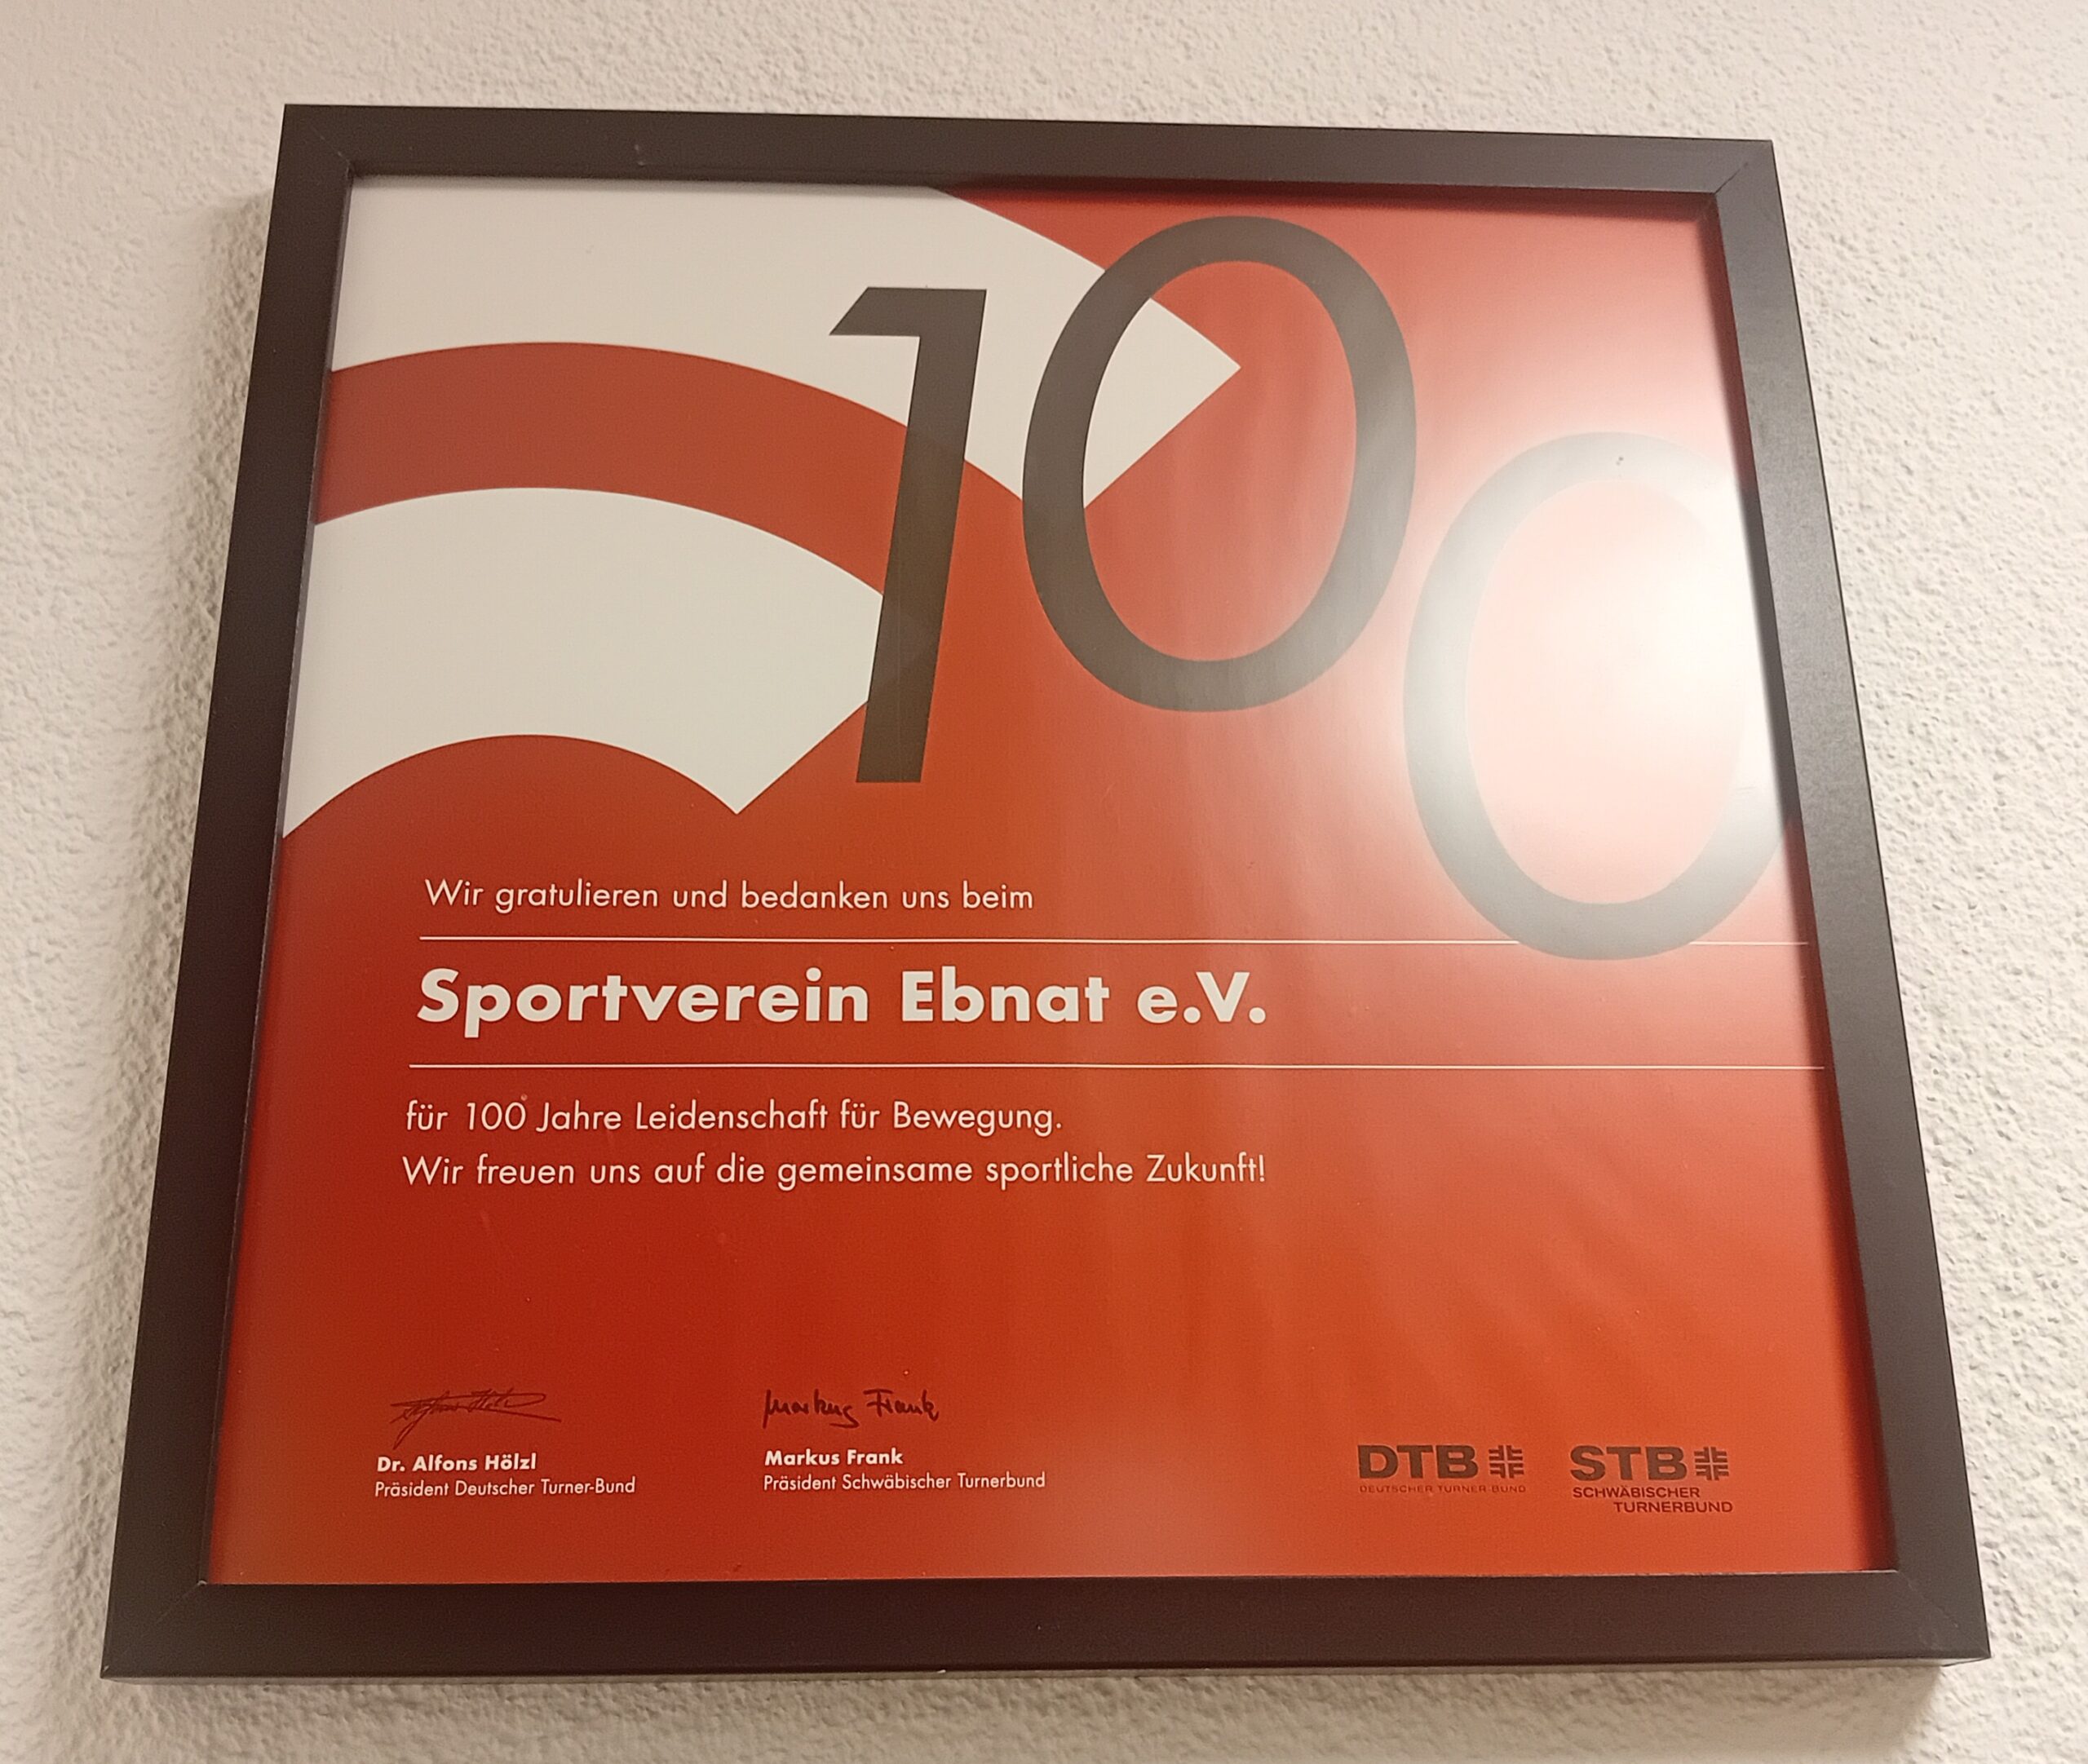 100
Wir gratulieren und bedanken uns beim
Sportverein Ebnat e.V.
für 100 Jahre Leidenschaft für Bewegung.
Wir freuen uns auf die gemeinsame sportliche Zukunft!
Markus Frank
Dr. Alfons Hölzl
Präsident Deutscher Turner-Bund
Markus Frank
Präsident Schwäbischer Turnerbund
DTB
DEUTSCHER TURNER-BUND
STB
SCHWÄBISCHER
TURNERBUND